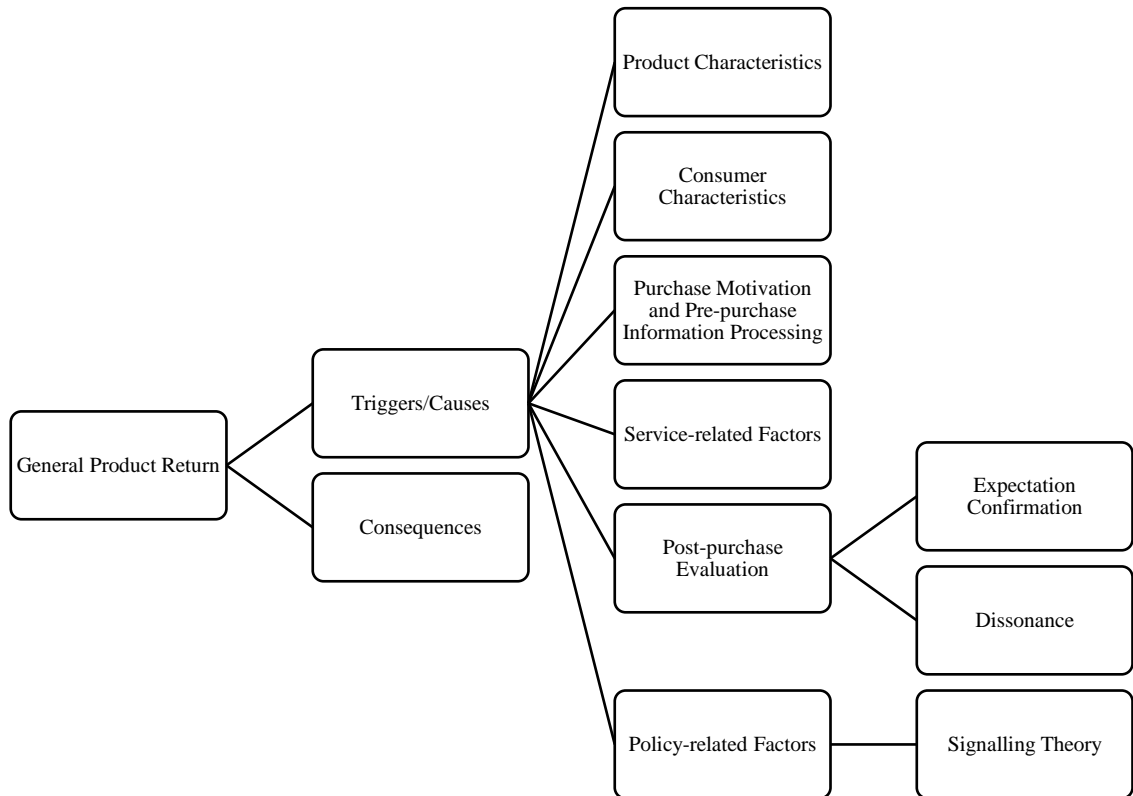 General Product Return
Triggers/Causes
Consequences
Product Characteristics
Consumer
Characteristics
Purchase Motivation
and Pre-purchase
Information Processing
Service-related Factors
Post-purchase
Evaluation
Policy-related Factors
Expectation
Confirmation
Dissonance
Signalling Theory